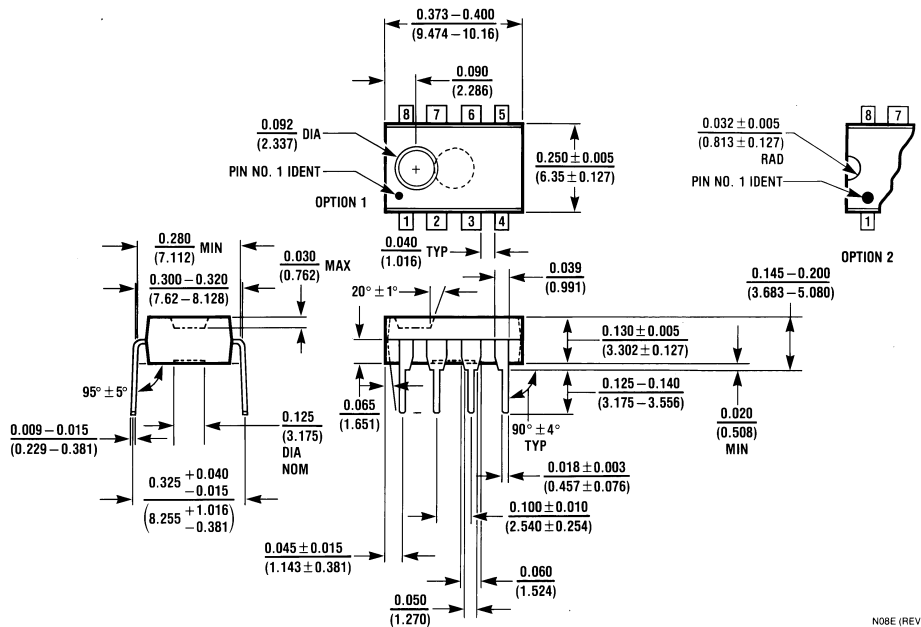 0.373 – 0.400
(9.474 – 10.16)
0.090
(2.286)
8 7 6 5
0.092 DIA
(2.337)
PIN NO. 1 IDENT
OPTION 1
+
1 2 3 4
0.250 ± 0.005
(6.35 ± 0.127)
8 7
0.032 ± 0.005
(0.813 ± 0.127)
RAD
PIN NO. 1 IDENT
1
OPTION 2
0.280 MIN
(7.112)
0.300 – 0.320
(7.62 – 8.128)
0.030 MAX
(0.762)
95° ± 5°
0.009 – 0.015
(0.229 – 0.381)
0.125
(3.175)
DIA
NOM
0.325 +0.040
–0.015
(8.255 +1.016
–0.381)
0.040 TYP
(1.016)
0.039
(0.991)
20° ± 1°
0.145 – 0.200
(3.683 – 5.080)
0.130 ± 0.005
(3.302 ± 0.127)
0.125 – 0.140
(3.175 – 3.556)
0.020
(0.508)
MIN
0.065
(1.651)
90° ± 4°
TYP
0.018 ± 0.003
(0.457 ± 0.076)
0.100 ± 0.010
(2.540 ± 0.254)
0.045 ± 0.015
(1.143 ± 0.381)
0.060
(1.524)
0.050
(1.270)
N08E (REV